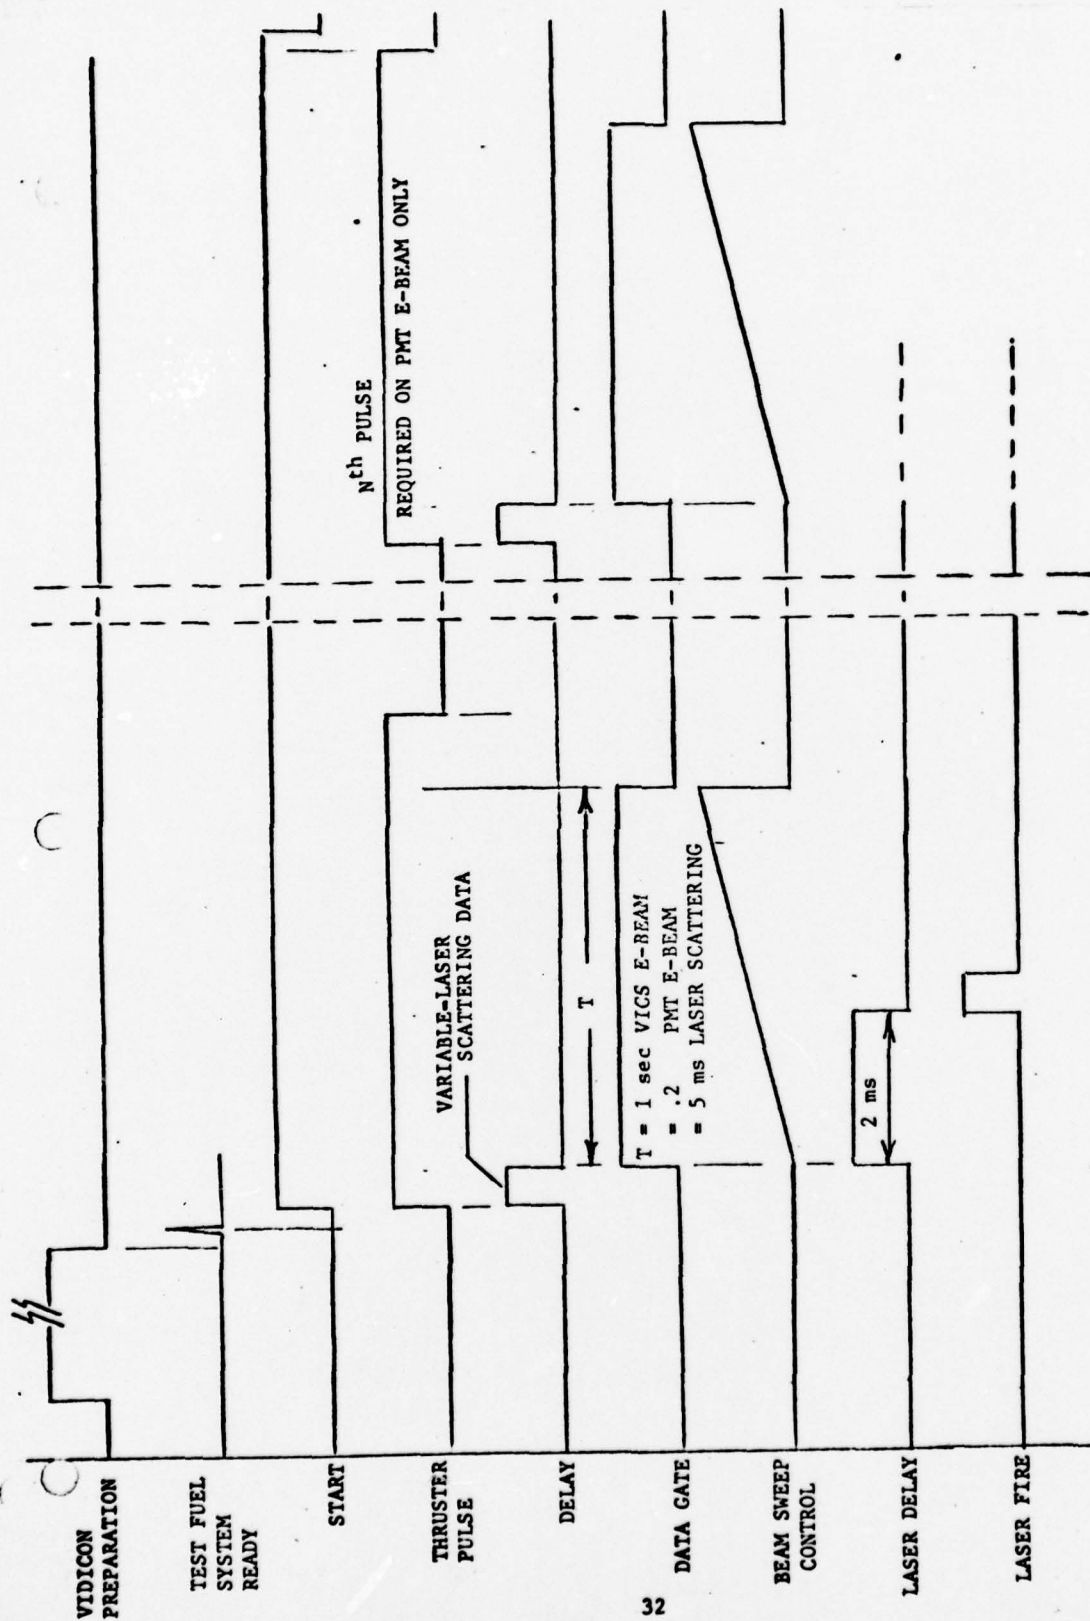 VIDICON
PREPARATION
TEST FUEL
SYSTEM
READY
START
THRUSTER
PULSE
DELAY
DATA GATE
BEAM SWEEP
CONTROL
LASER DELAY
LASER FIRE
VARIABLE-LASER
SCATTERING DATA
T
T = 1 sec VICS E-BEAM
= .2 PMT E-BEAM
= 5 ms LASER SCATTERING
2 ms
Nth PULSE
REQUIRED ON PMT E-BEAM ONLY
32